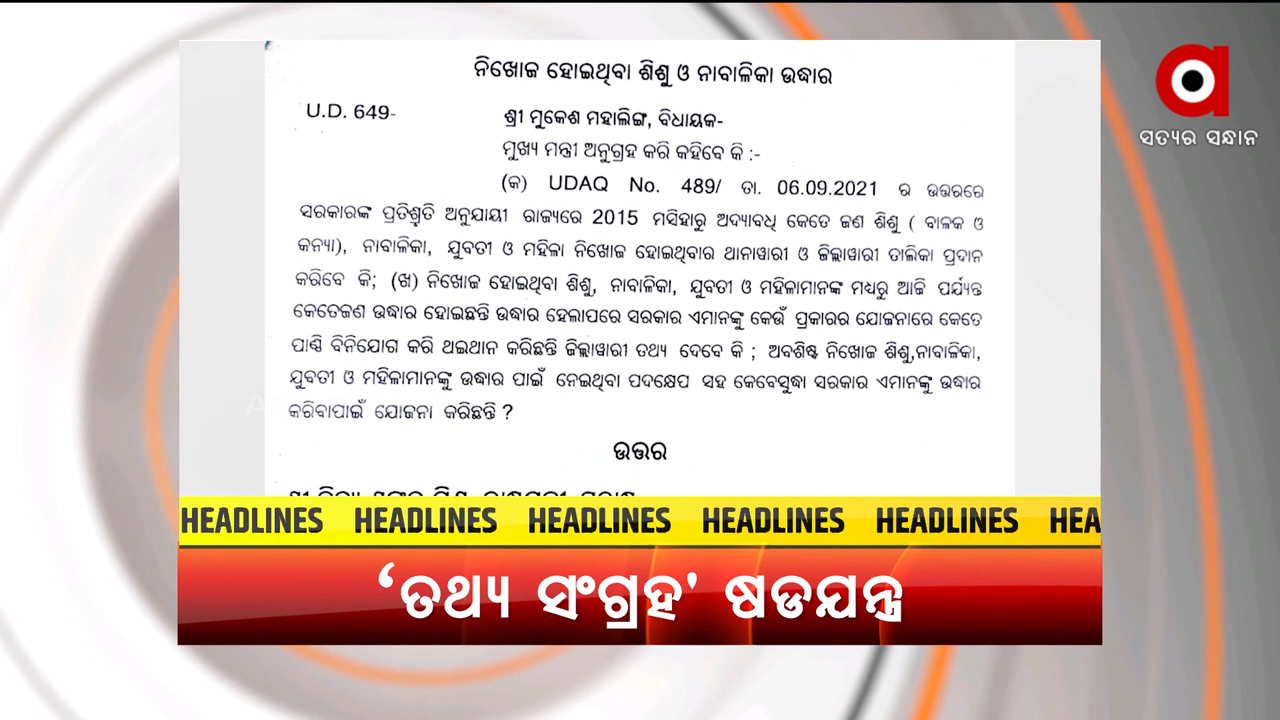 ନିଖୋଜ ହୋଇଥିବା ଶିଶୁ ଓ ନାବାଳିକା ଉଦ୍ଧାର
U.D. 649-
ଶ୍ରୀ ମୁକେଶ ମହାଲିଙ୍ଗ, ବିଧାୟକ-
ମୁଖ୍ୟ ମନ୍ତ୍ରୀ ଅନୁଗ୍ରହ କରି କହିବେ କି :-
(କ) UDAQ No. 489/ ତା. 06.09.2021 ର ଉତ୍ତରରେ
ସରକାରଙ୍କ ପ୍ରତିଶ୍ରୁତି ଅନୁଯାୟୀ ରାଜ୍ୟରେ 2015 ମସିହାରୁ ଅଦ୍ୟାବଧି କେତେ ଜଣ ଶିଶୁ ( ବାଳକ ଓ
କନ୍ୟା), ନାବାଳିକା, ଯୁବତୀ ଓ ମହିଳା ନିଖୋଜ ହୋଇଥିବାର ଥାନାୱାରୀ ଓ ଜିଲ୍ଲାୱାରୀ ତାଲିକା ପ୍ରଦାନ
କରିବେ କି; (ଖ) ନିଖୋଜ ହୋଇଥିବା ଶିଶୁ, ନାବାଳିକା, ଯୁବତୀ ଓ ମହିଳାମାନଙ୍କ ମଧ୍ୟରୁ ଆଜି ପର୍ଯ୍ୟନ୍ତ
କେତେଜଣ ଉଦ୍ଧାର ହୋଇଛନ୍ତି ଉଦ୍ଧାର ହେଲାପରେ ସରକାର ଏମାନଙ୍କୁ କେଉଁ ପ୍ରକାରର ଯୋଜନାରେ କେତେ
ପାଣ୍ଠି ବିନିଯୋଗ କରି ଥଇଥାନ କରିଛନ୍ତି ଜିଲ୍ଲାୱାରୀ ତଥ୍ୟ ଦେବେ କି ; ଅବଶିଷ୍ଟ ନିଖୋଜ ଶିଶୁ,ନାବାଳିକା,
ଯୁବତୀ ଓ ମହିଳାମାନଙ୍କୁ ଉଦ୍ଧାର ପାଇଁ ନେଇଥିବା ପଦକ୍ଷେପ ସହ କେବେସୁଦ୍ଧା ସରକାର ଏମାନଙ୍କୁ ଉଦ୍ଧାର
କରିବାପାଇଁ ଯୋଜନା କରିଛନ୍ତି ?
ଉତ୍ତର
HEADLINES HEADLINES HEADLINES HEADLINES HEADLINES HEA
‘ତଥ୍ୟ ସଂଗ୍ରହ' ଷଡଯନ୍ତ୍ର
ସତ୍ୟର ସନ୍ଧାନ